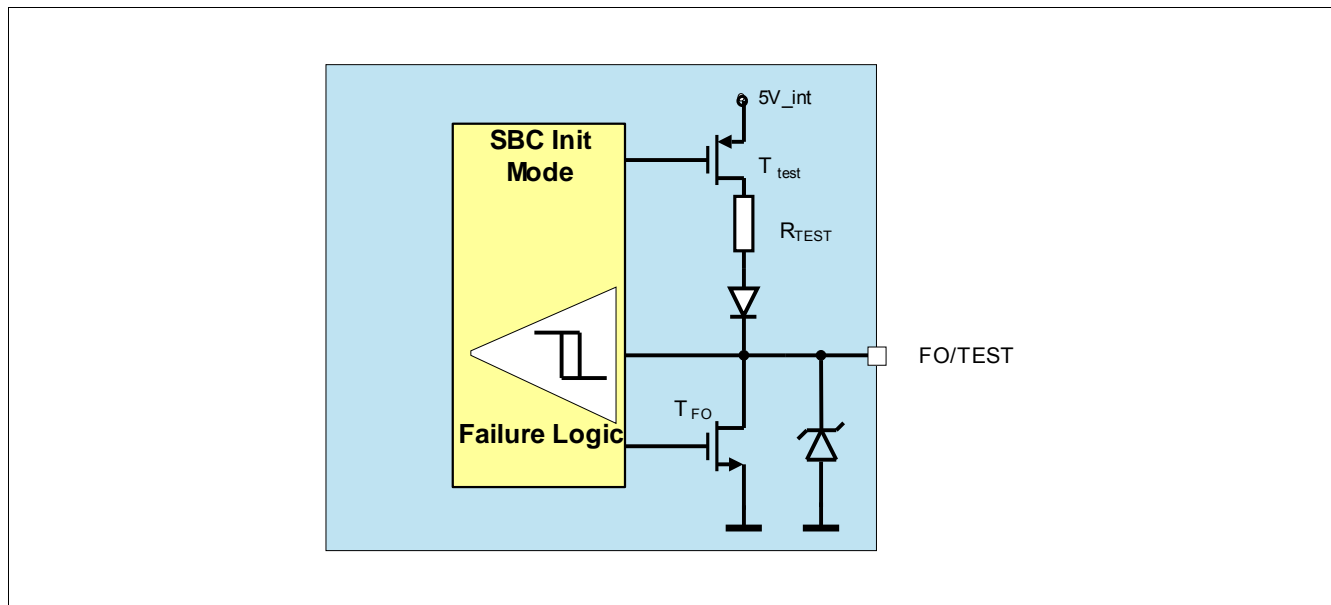 5V_int
SBC Init
Mode
T test
RTEST
FO/TEST
T FO
Failure Logic